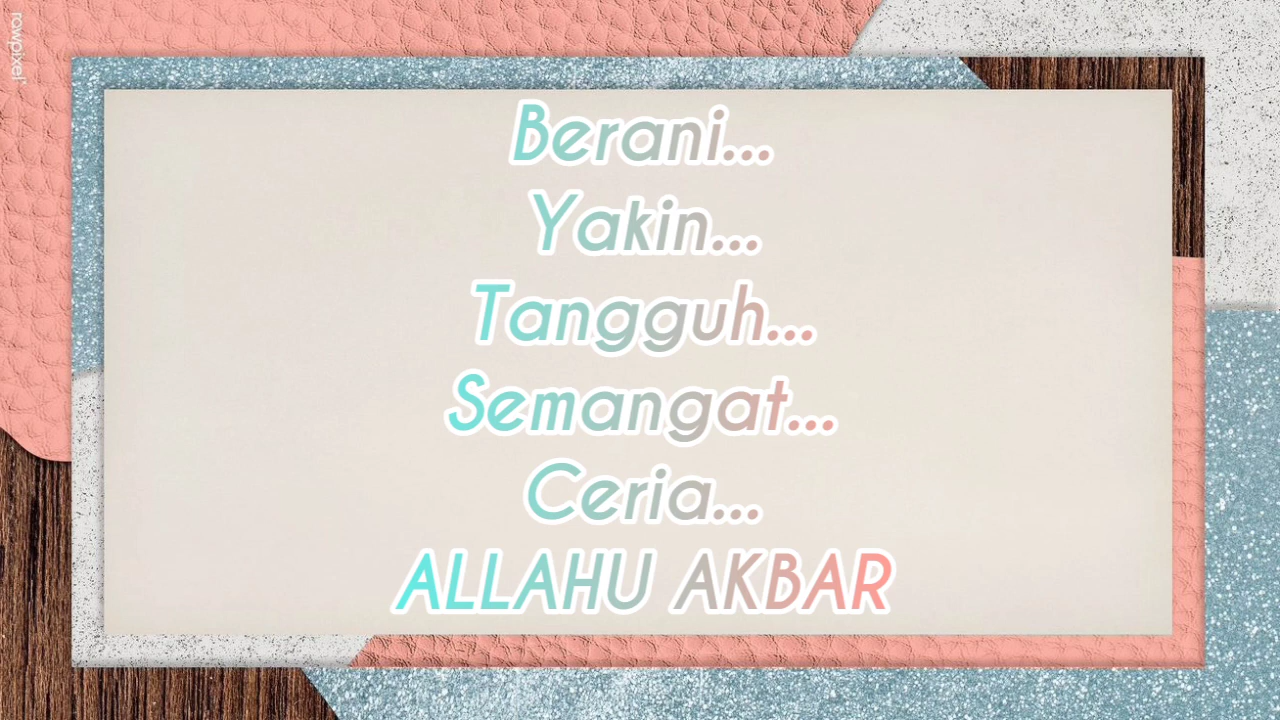 rawpixel
Berani...
Yakin...
Tangguh...
Semangat...
Ceria...
ALLAHU AKBAR